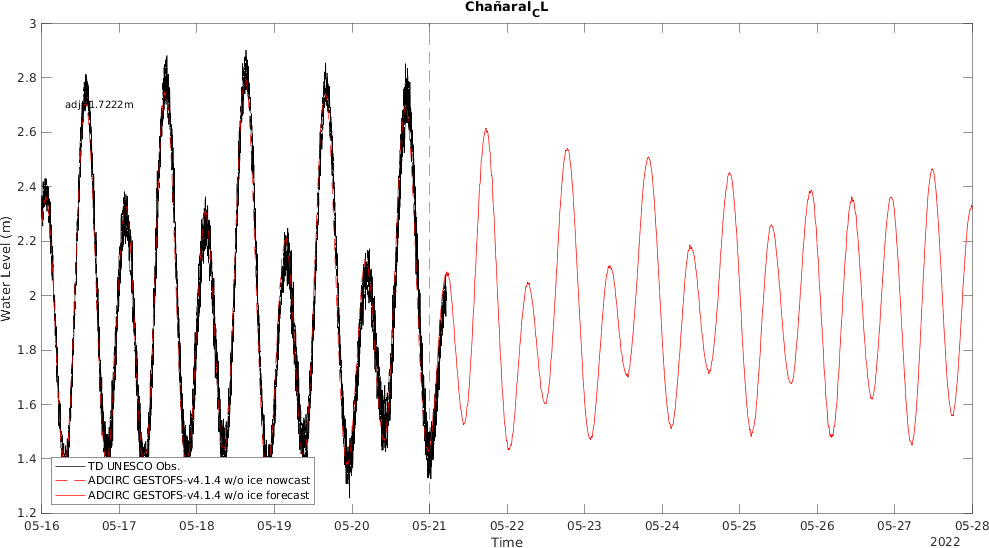 Chañaral_CL
Water Level (m)
3
2.8
2.6
2.4
2.2
2
1.8
1.6
1.4
1.2
adj: 1.7222m
TD UNESCO Obs.
ADCIRC GESTOFS-v4.1.4 w/o ice nowcast
ADCIRC GESTOFS-v4.1.4 w/o ice forecast
05-16 05-17 05-18 05-19 05-20 05-21 05-22 05-23 05-24 05-25 05-26 05-27 05-28
Time
2022